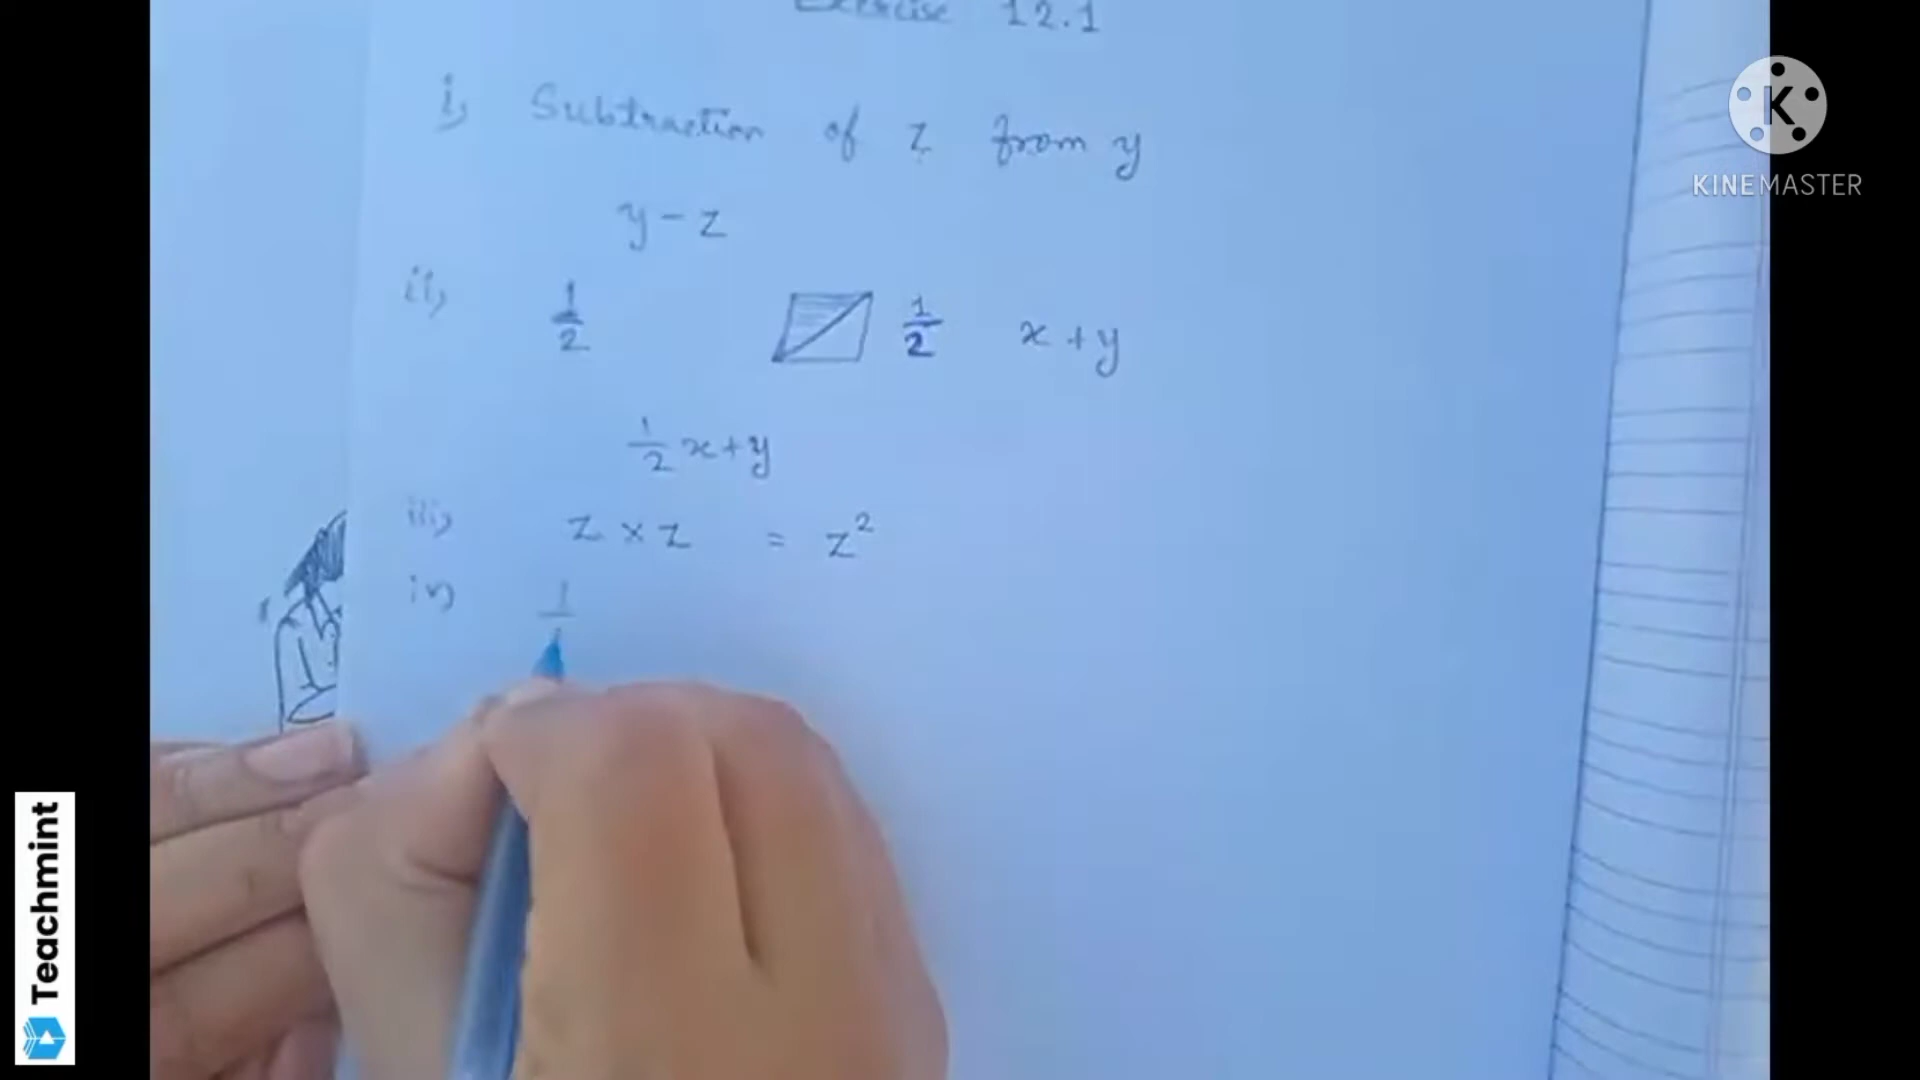 Exercise 12.1
i) Subtraction of z from y
y - z
ii) 1/2 1/2 x + y
1/2 x + y
iii) z × z = z²
iv) 1/
KINEMASTER
Teachmint